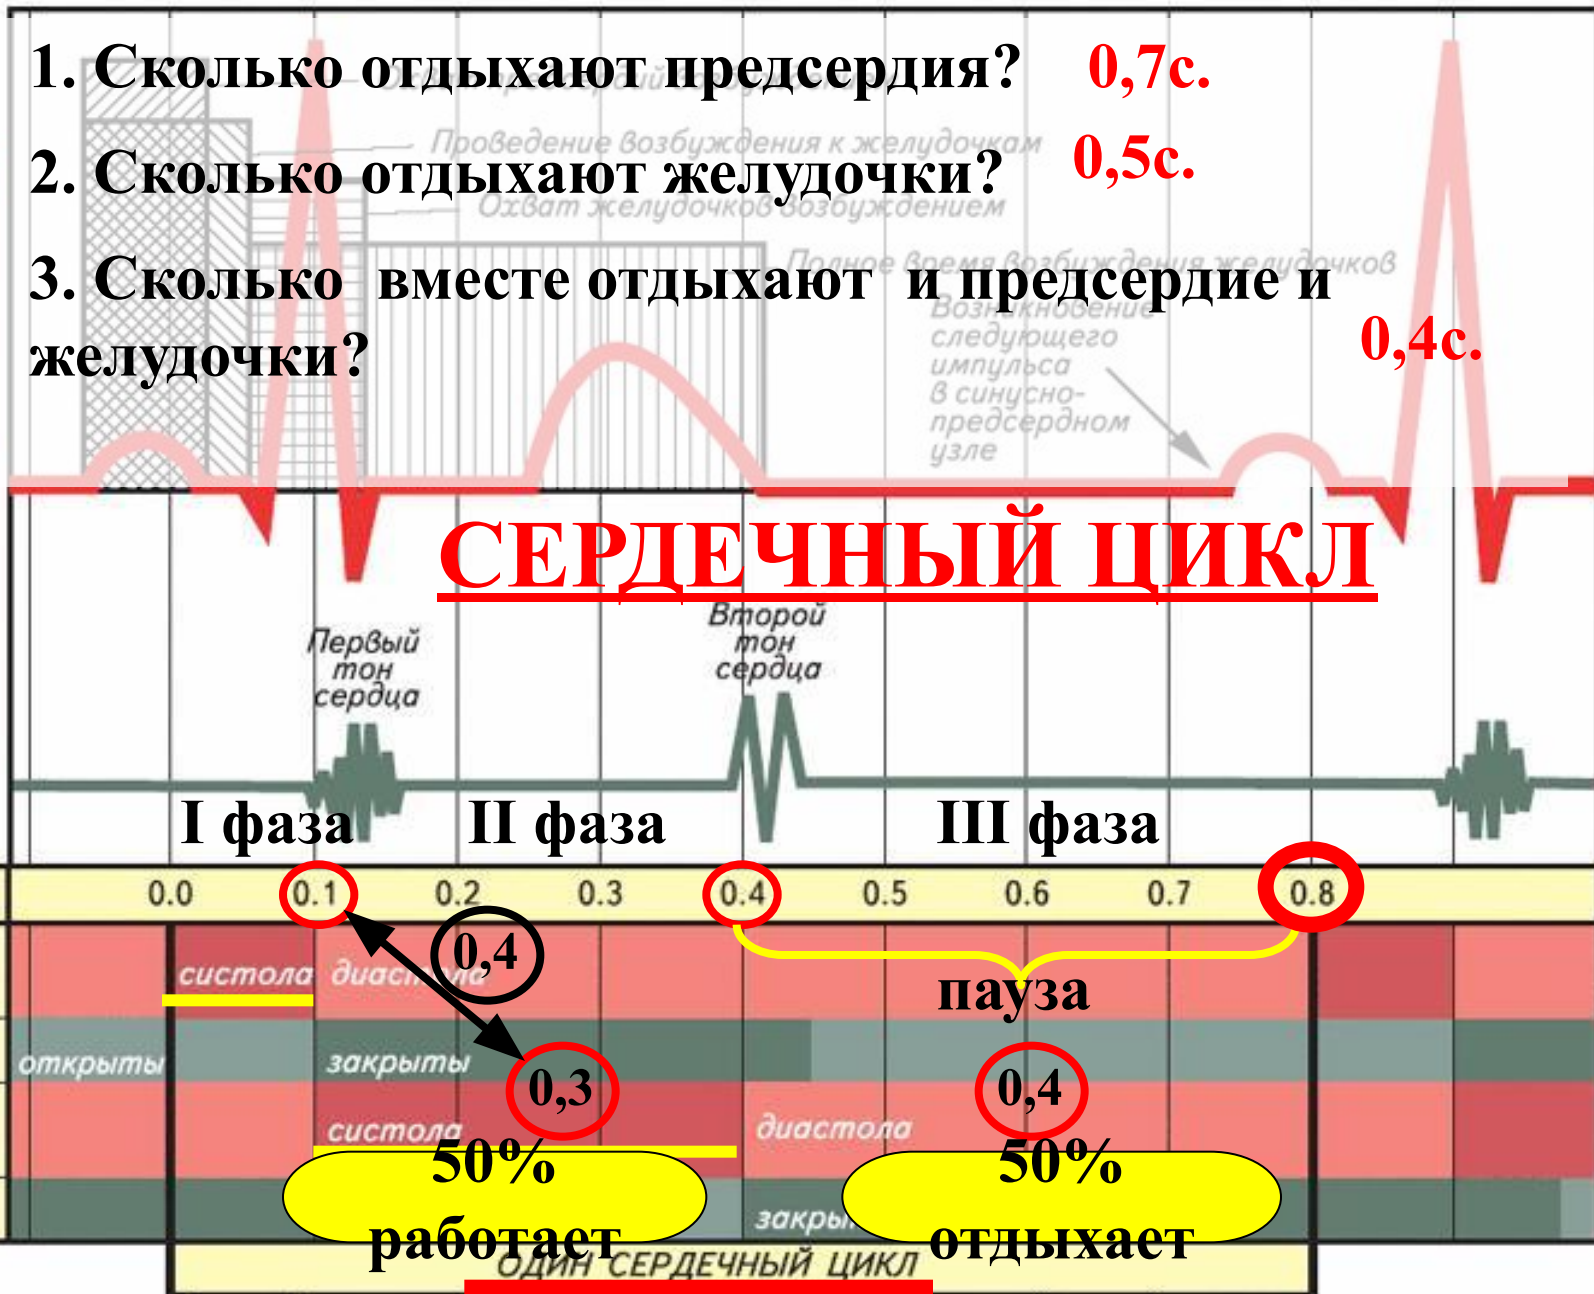 1. Сколько отдыхают предсердия? 0,7с.
Проведение возбуждения к желудочкам
2. Сколько отдыхают желудочки? 0,5с.
Охват желудочков возбуждением
Полное время возбуждения желудочков
3. Сколько вместе отдыхают и предсердие и
желудочки? 0,4с.
Возникновение
следующего
импульса
в синусно-
предсердном
узле
СЕРДЕЧНЫЙ ЦИКЛ
Первый
тон
сердца
Второй
тон
сердца
I фаза II фаза III фаза
0.0 0.1 0.2 0.3 0.4 0.5 0.6 0.7 0.8
систола диастола 0,4
пауза
открыты закрыты
0,3 0,4
систола диастола
50% 50%
работает закры отдыхает
ОДИН СЕРДЕЧНЫЙ ЦИКЛ